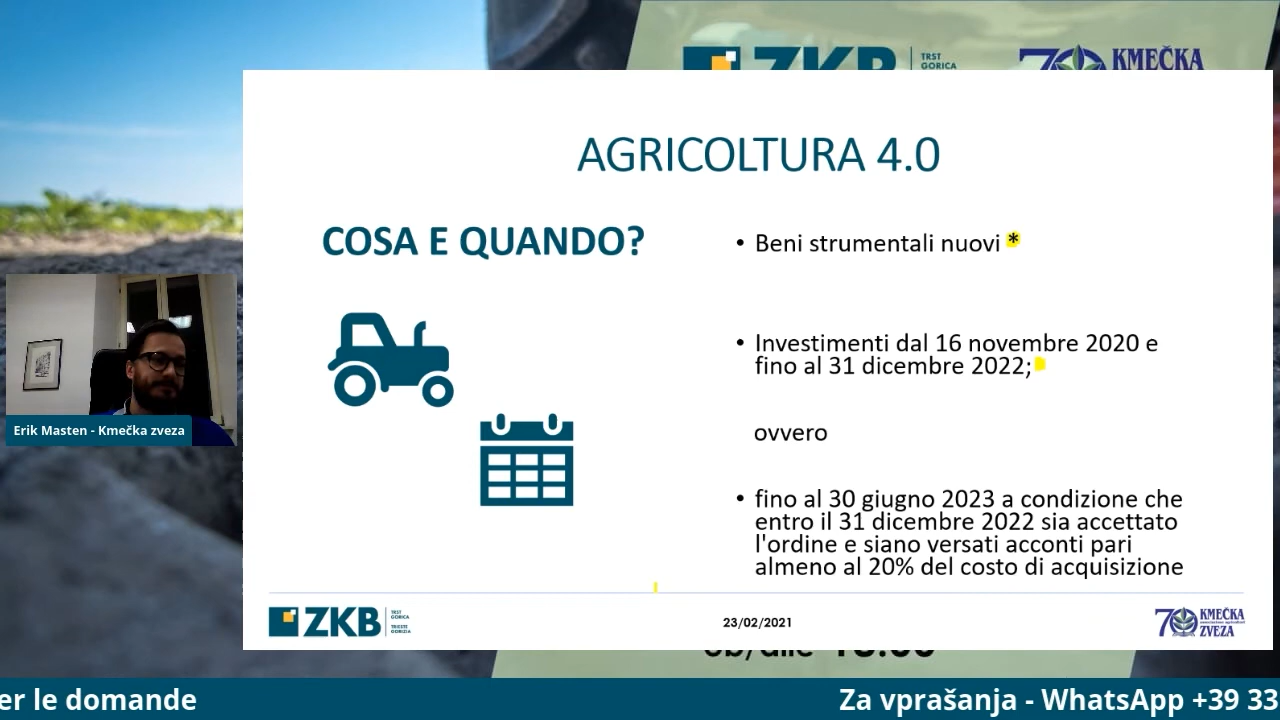 ZKB
TRST
GORICA
70 KMEČKA
AGRICOLTURA 4.0
COSA E QUANDO?
• Beni strumentali nuovi *
• Investimenti dal 16 novembre 2020 e
fino al 31 dicembre 2022;
ovvero
• fino al 30 giugno 2023 a condizione che
entro il 31 dicembre 2022 sia accettato
l'ordine e siano versati acconti pari
almeno al 20% del costo di acquisizione
Erik Masten - Kmečka zveza
ZKB
TRST
GORICA
TRIESTE
GORIZIA
23/02/2021
70 KMEČKA
ZVEZA
er le domande
Za vprašanja - WhatsApp +39 33